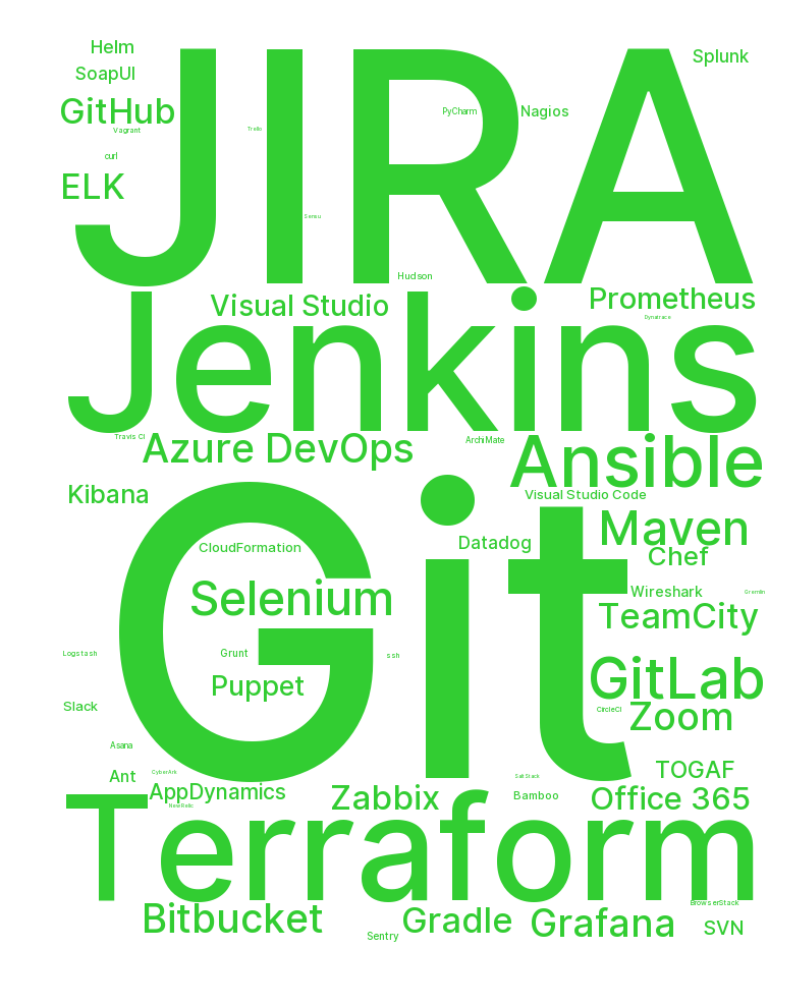 Helm
SoapUI
Splunk
JIRA
GitHub
Vagrant
Trello
PyCharm
Nagios
curl
ELK
Sensu
Hudson
Visual Studio
Prometheus
Dynatrace
Jenkins
Travis CI
Azure DevOps
ArchiMate
Ansible
Kibana
Visual Studio Code
Git
Maven
CloudFormation
Datadog
Chef
Selenium
Wireshark
Gremlin
TeamCity
Logstash
Grunt
ssh
GitLab
Puppet
Slack
CircleCI
Zoom
Asana
CyberArk
Ant
SaltStack
TOGAF
AppDynamics
Zabbix
Bamboo
Office 365
New Relic
Terraform
BrowserStack
Bitbucket
Gradle
Grafana
Sentry
SVN